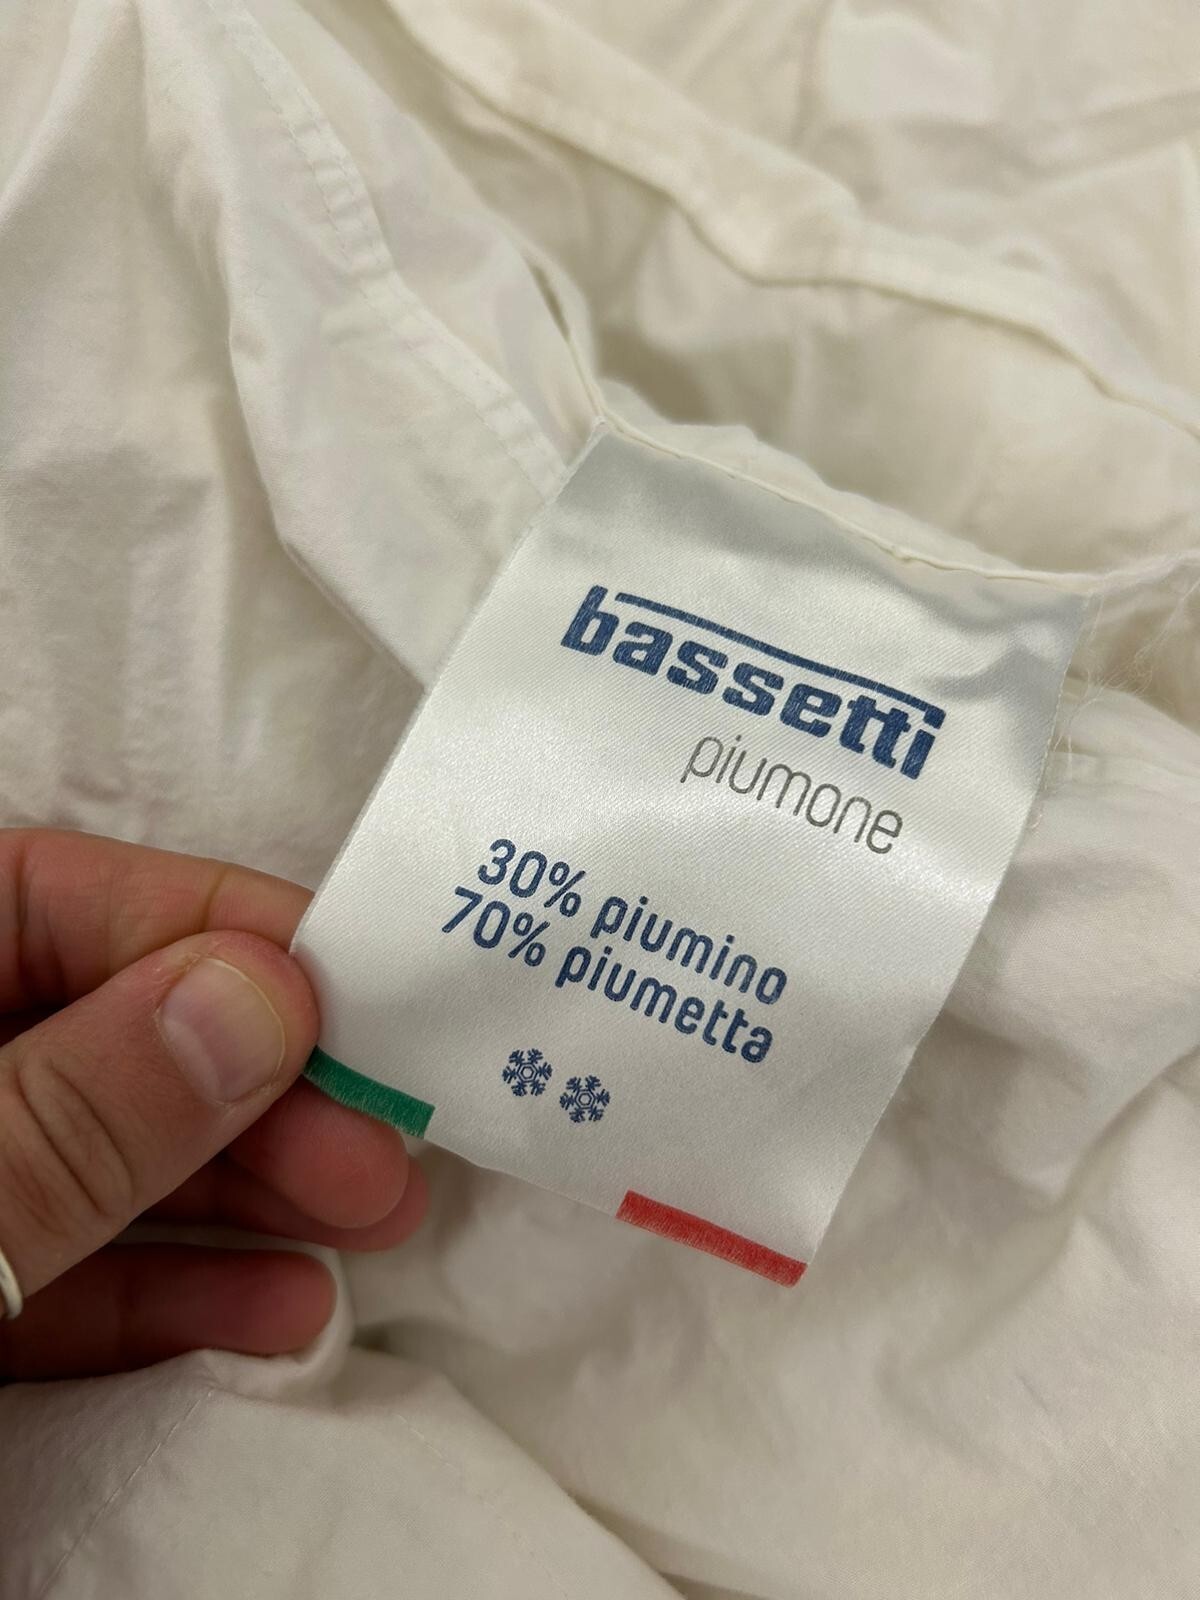 bassetti
piumone
30% piumino
70% piumetta